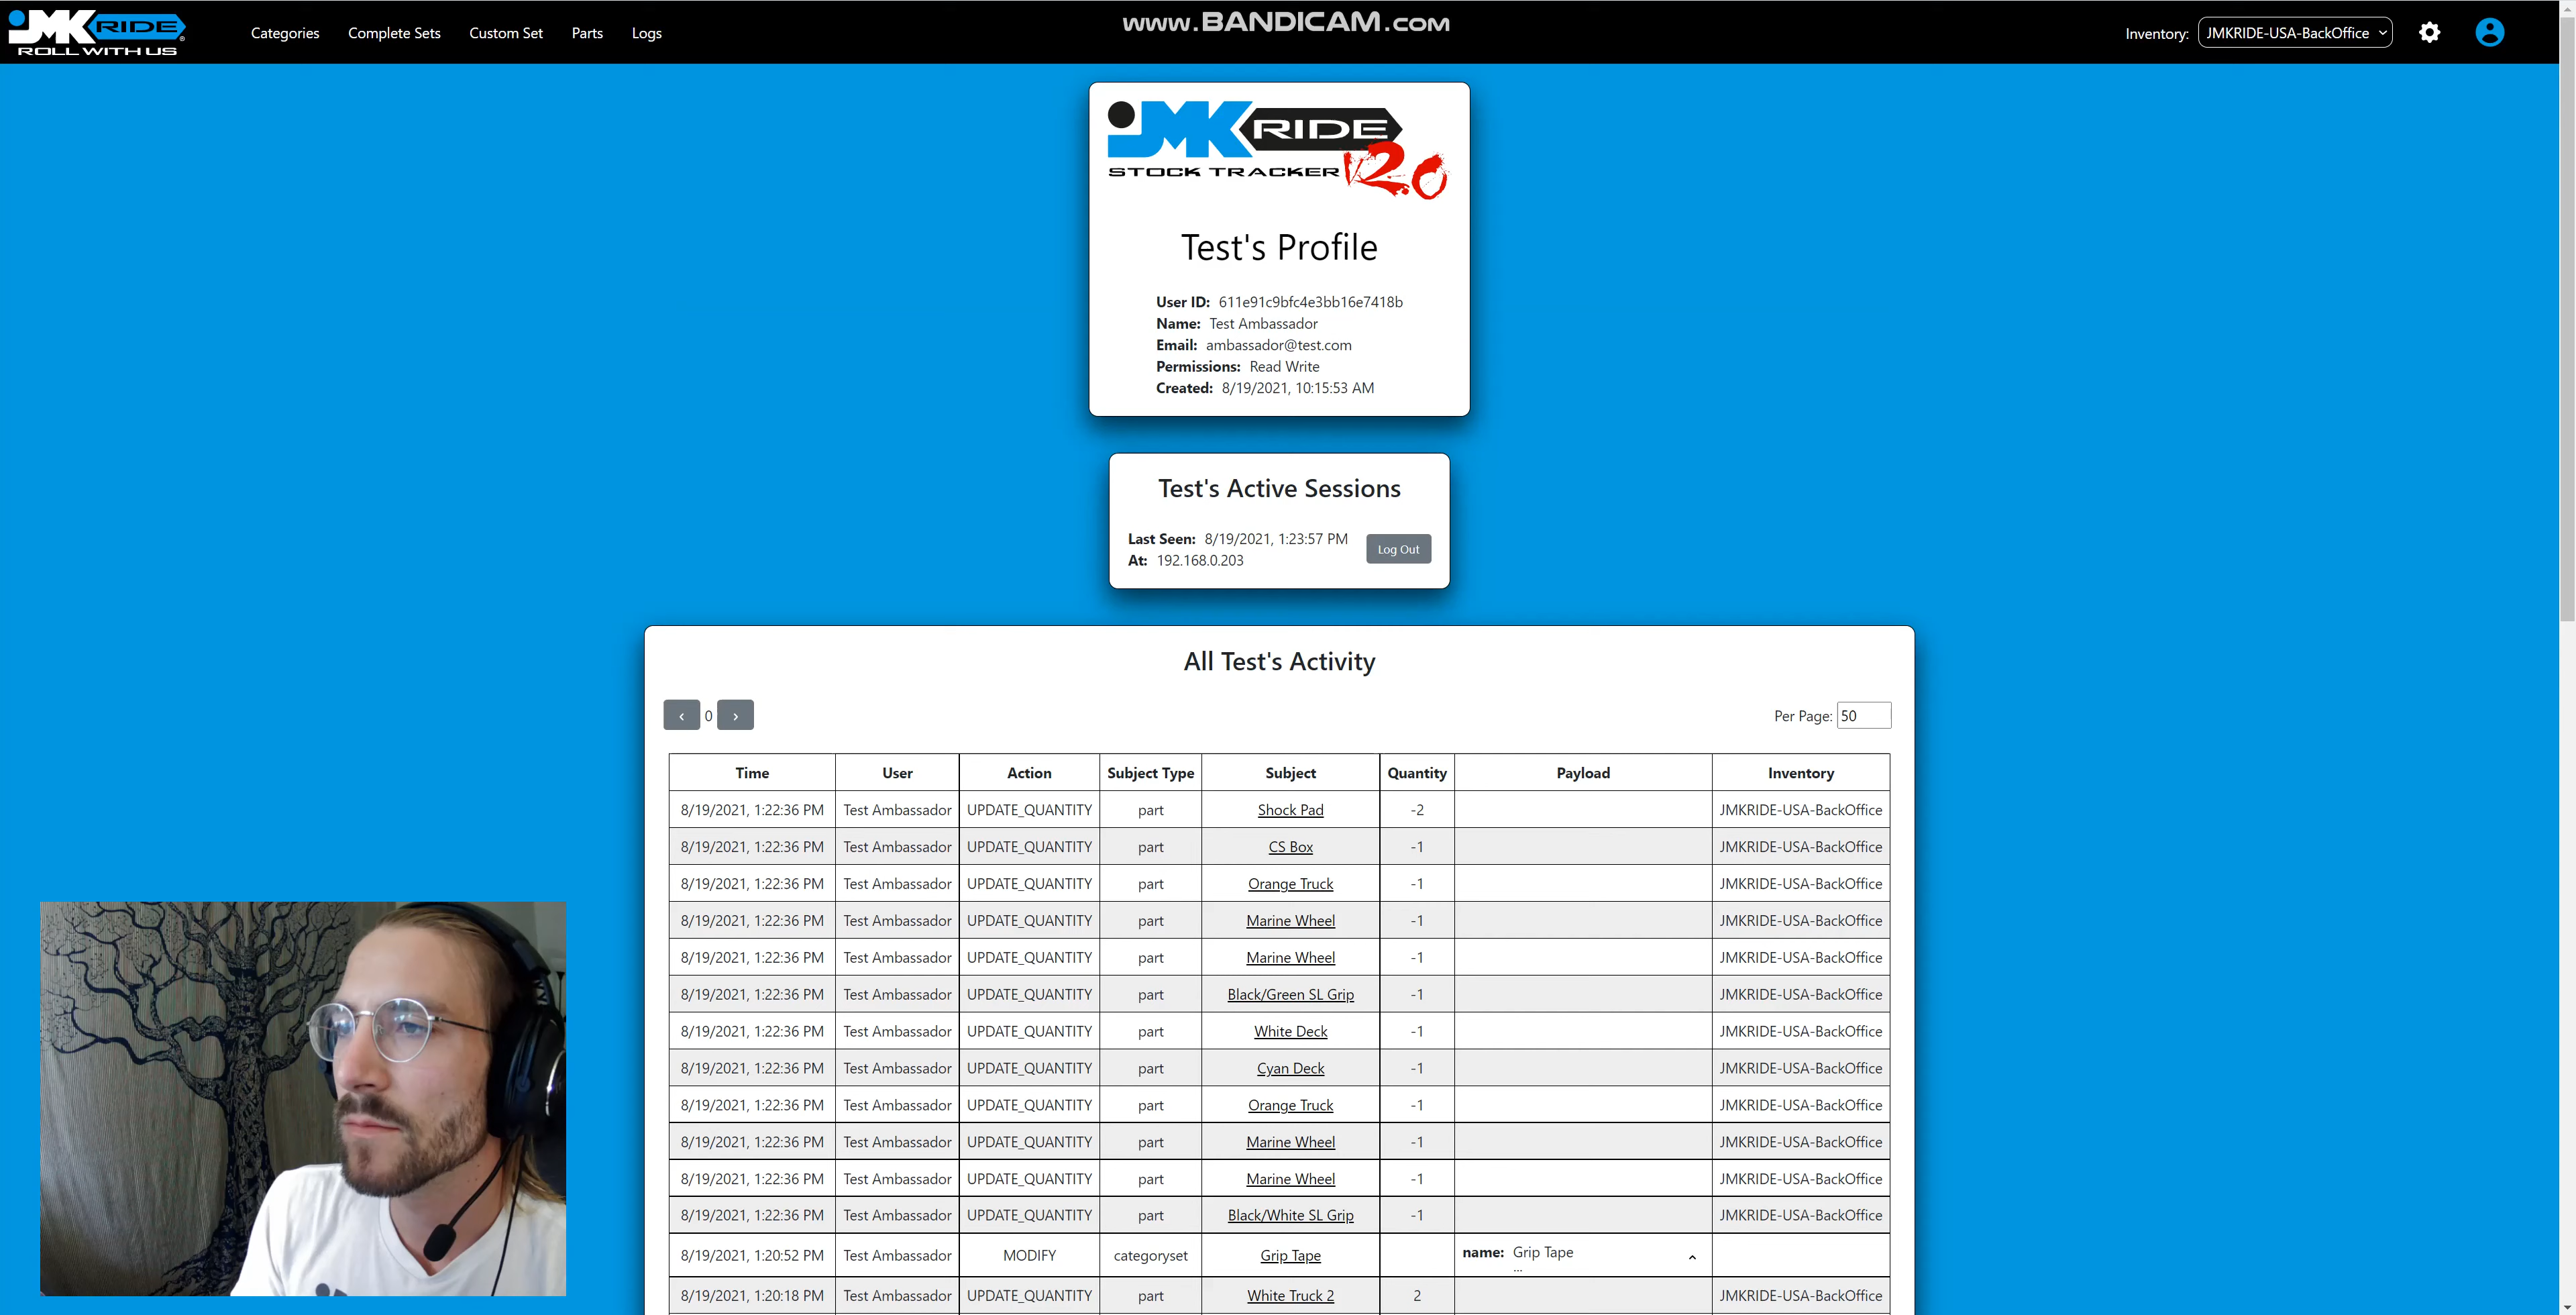 JMKRIDE
ROLL WITH US
Categories Complete Sets Custom Set Parts Logs
www.BANDICAM.com
Inventory: JMKRIDE-USA-BackOffice
JMKRIDE
STOCK TRACKER V2.0
Test's Profile
User ID: 611e91c9bfc4e3bb16e7418b
Name: Test Ambassador
Email: ambassador@test.com
Permissions: Read Write
Created: 8/19/2021, 10:15:53 AM
Test's Active Sessions
Last Seen: 8/19/2021, 1:23:57 PM
At: 192.168.0.203
Log Out
All Test's Activity
‹ 0 ›
Per Page: 50
Time User Action Subject Type Subject Quantity Payload Inventory
8/19/2021, 1:22:36 PM Test Ambassador UPDATE_QUANTITY part Shock Pad -2 JMKRIDE-USA-BackOffice
8/19/2021, 1:22:36 PM Test Ambassador UPDATE_QUANTITY part CS Box -1 JMKRIDE-USA-BackOffice
8/19/2021, 1:22:36 PM Test Ambassador UPDATE_QUANTITY part Orange Truck -1 JMKRIDE-USA-BackOffice
8/19/2021, 1:22:36 PM Test Ambassador UPDATE_QUANTITY part Marine Wheel -1 JMKRIDE-USA-BackOffice
8/19/2021, 1:22:36 PM Test Ambassador UPDATE_QUANTITY part Marine Wheel -1 JMKRIDE-USA-BackOffice
8/19/2021, 1:22:36 PM Test Ambassador UPDATE_QUANTITY part Black/Green SL Grip -1 JMKRIDE-USA-BackOffice
8/19/2021, 1:22:36 PM Test Ambassador UPDATE_QUANTITY part White Deck -1 JMKRIDE-USA-BackOffice
8/19/2021, 1:22:36 PM Test Ambassador UPDATE_QUANTITY part Cyan Deck -1 JMKRIDE-USA-BackOffice
8/19/2021, 1:22:36 PM Test Ambassador UPDATE_QUANTITY part Orange Truck -1 JMKRIDE-USA-BackOffice
8/19/2021, 1:22:36 PM Test Ambassador UPDATE_QUANTITY part Marine Wheel -1 JMKRIDE-USA-BackOffice
8/19/2021, 1:22:36 PM Test Ambassador UPDATE_QUANTITY part Marine Wheel -1 JMKRIDE-USA-BackOffice
8/19/2021, 1:22:36 PM Test Ambassador UPDATE_QUANTITY part Black/White SL Grip -1 JMKRIDE-USA-BackOffice
8/19/2021, 1:20:52 PM Test Ambassador MODIFY categoryset Grip Tape name: Grip Tape
...
8/19/2021, 1:20:18 PM Test Ambassador UPDATE_QUANTITY part White Truck 2 2 JMKRIDE-USA-BackOffice